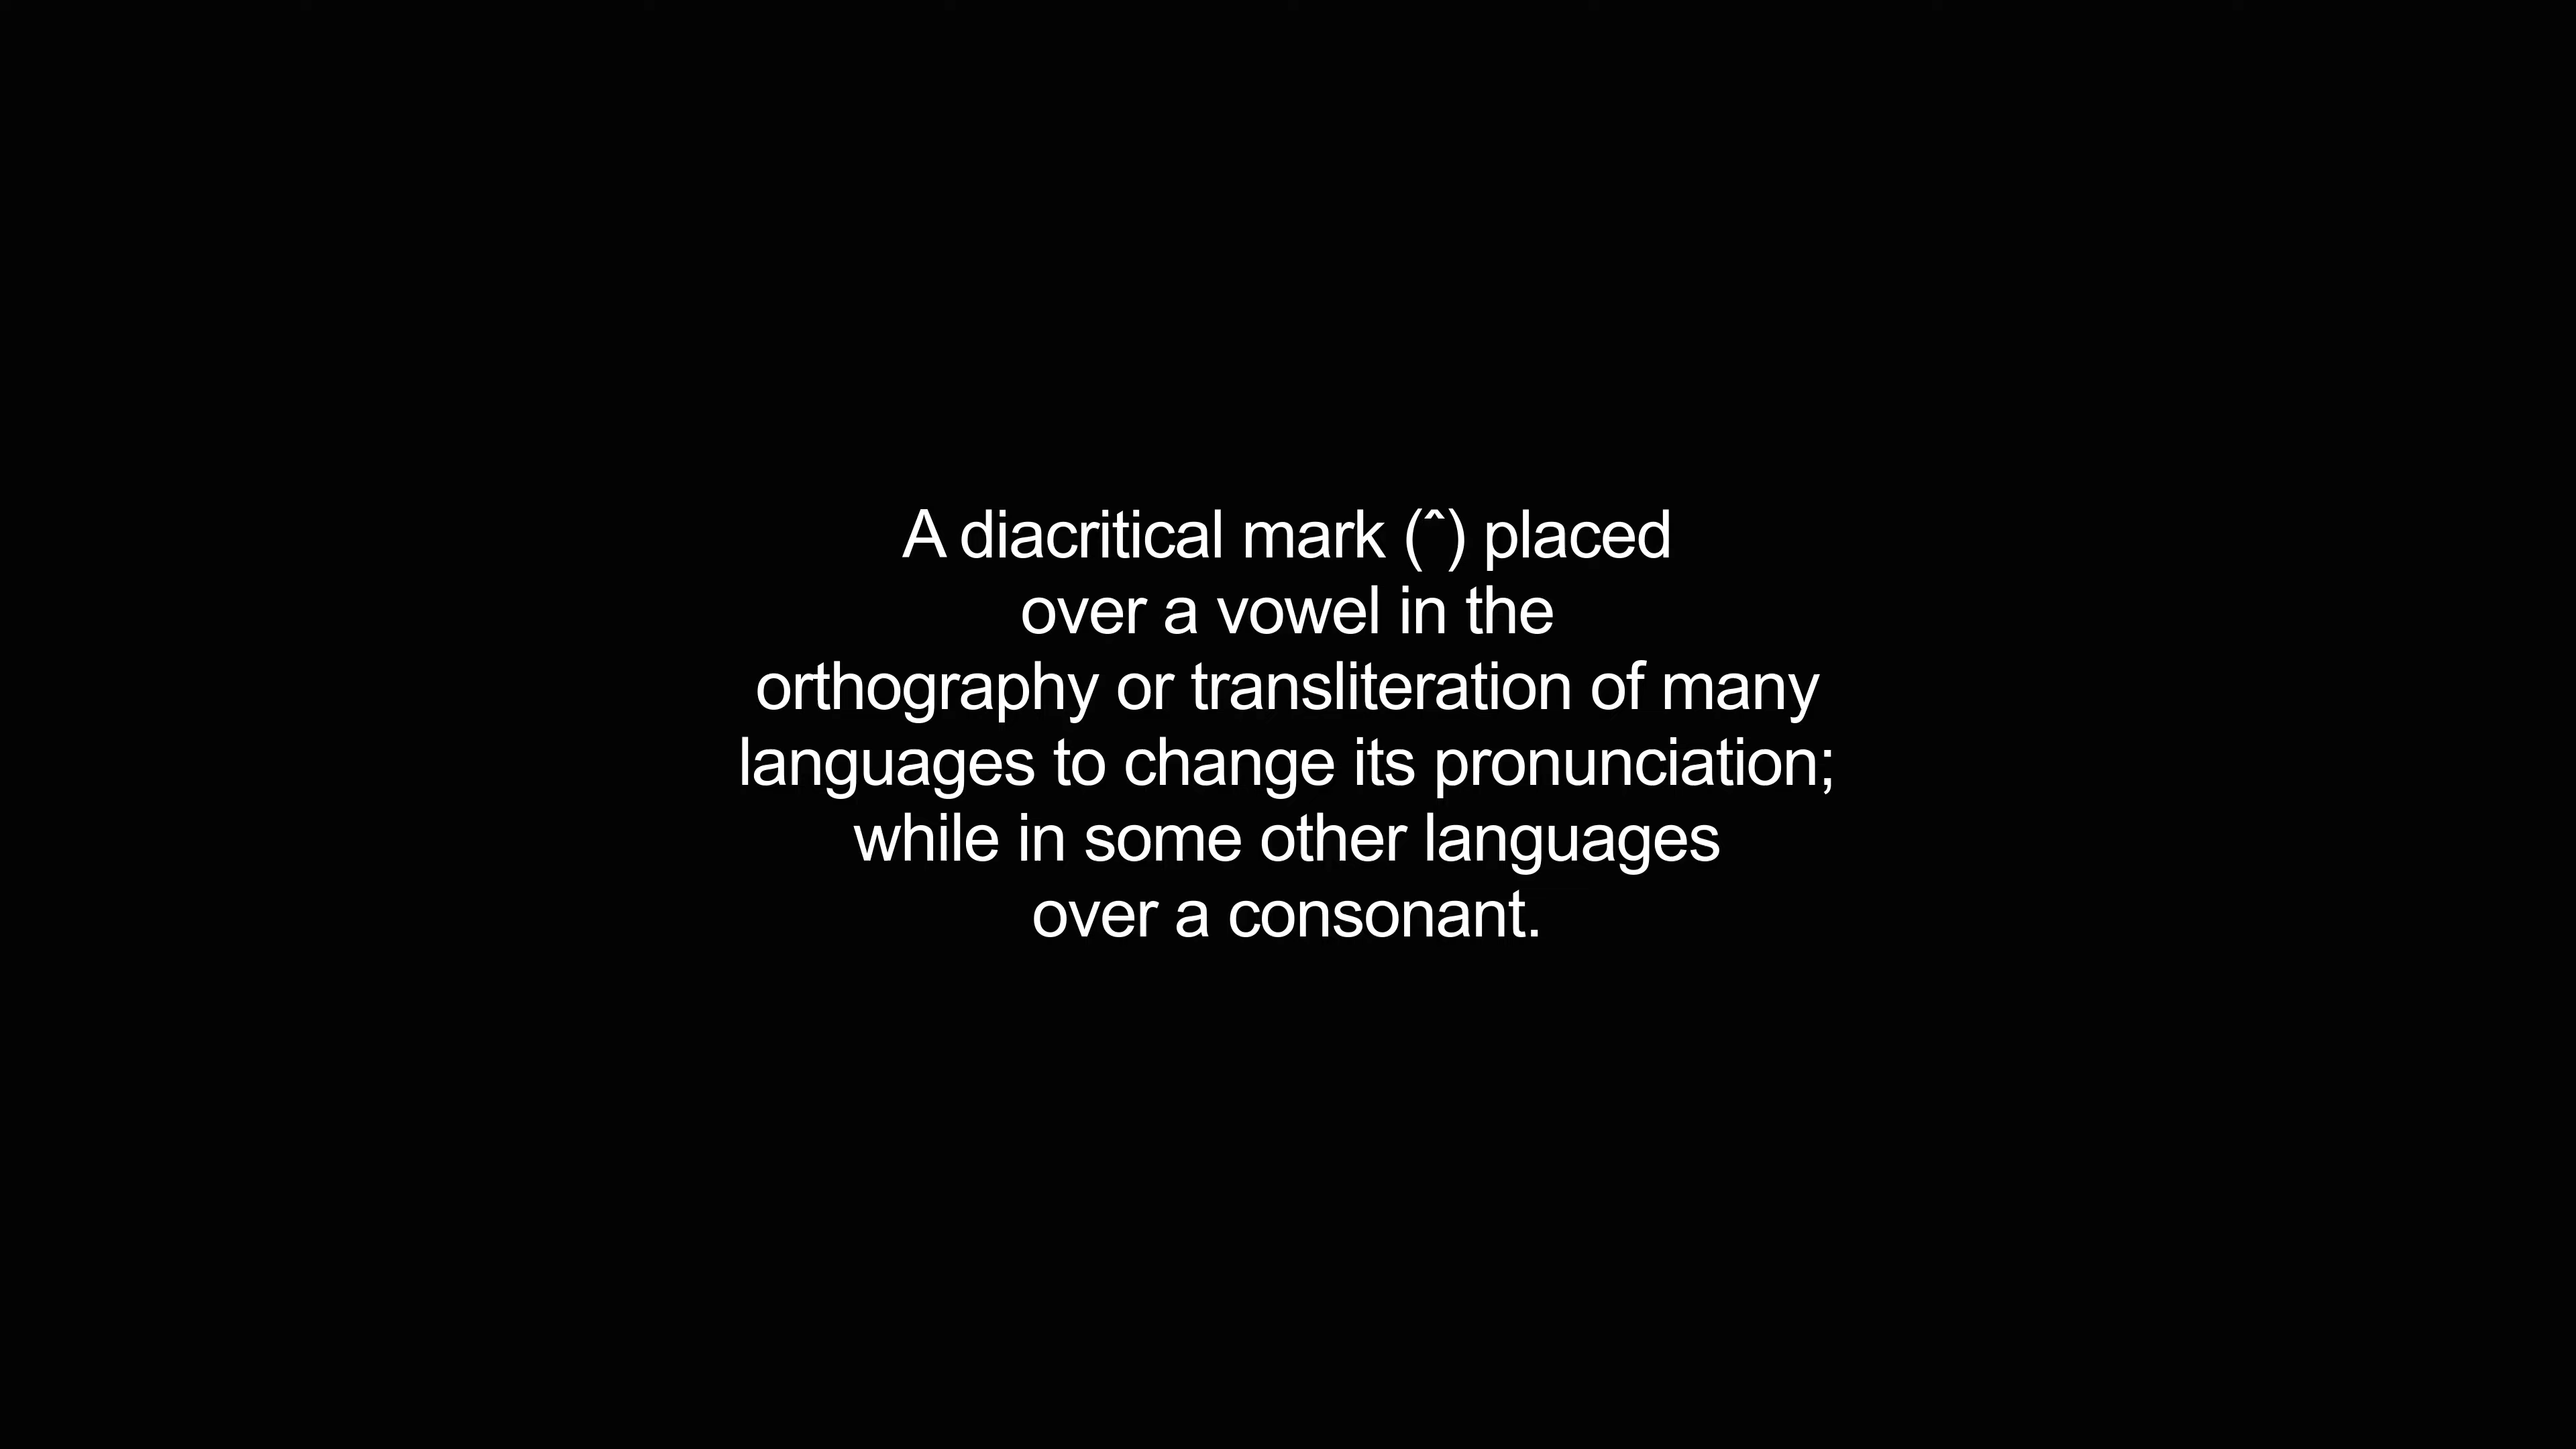 A diacritical mark (ˆ) placed
over a vowel in the
orthography or transliteration of many
languages to change its pronunciation;
while in some other languages
over a consonant.